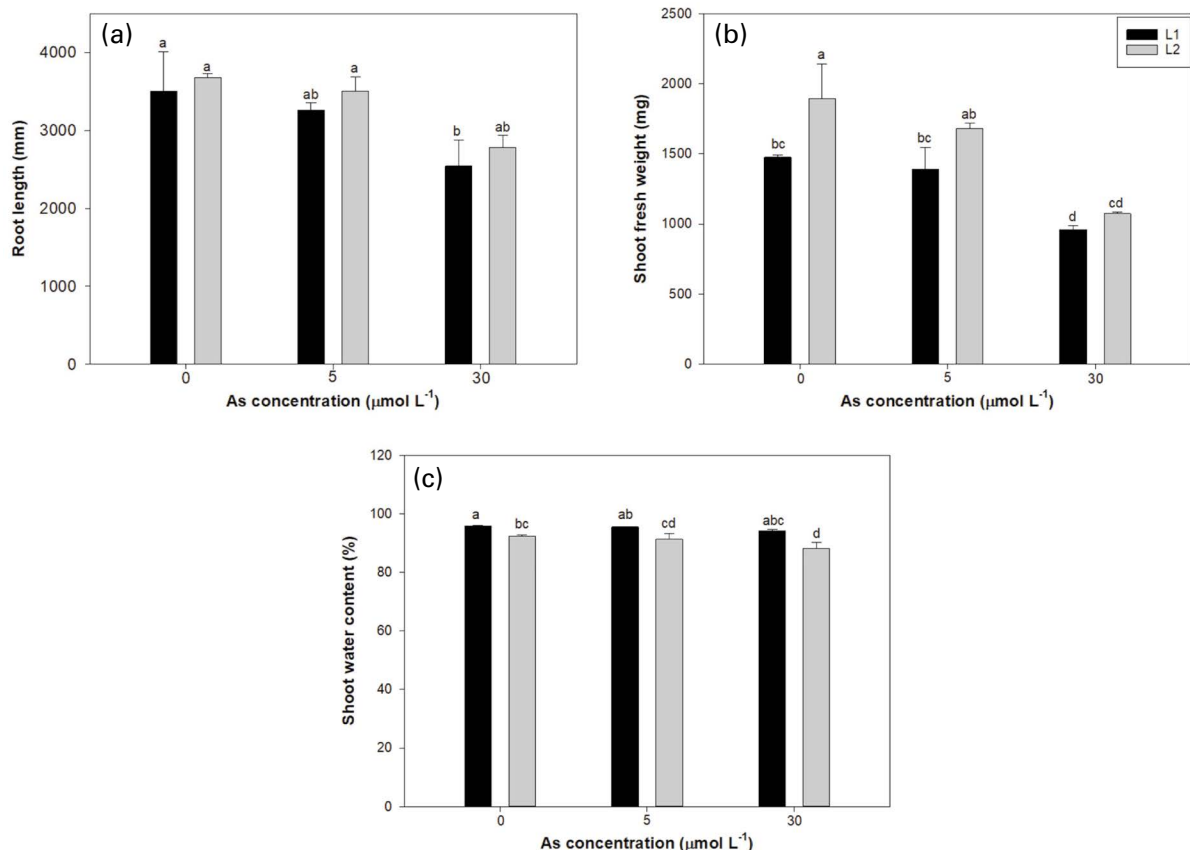 (a)
4000
3000
2000
1000
0
Root length (mm)
a
a
ab
a
b
ab
0
5
30
As concentration (μmol L⁻¹)
(b)
L1
L2
2500
2000
1500
1000
500
0
Shoot fresh weight (mg)
bc
a
bc
ab
d
cd
0
5
30
As concentration (μmol L⁻¹)
(c)
120
100
80
60
40
20
0
Shoot water content (%)
a
bc
ab
cd
abc
d
0
5
30
As concentration (μmol L⁻¹)